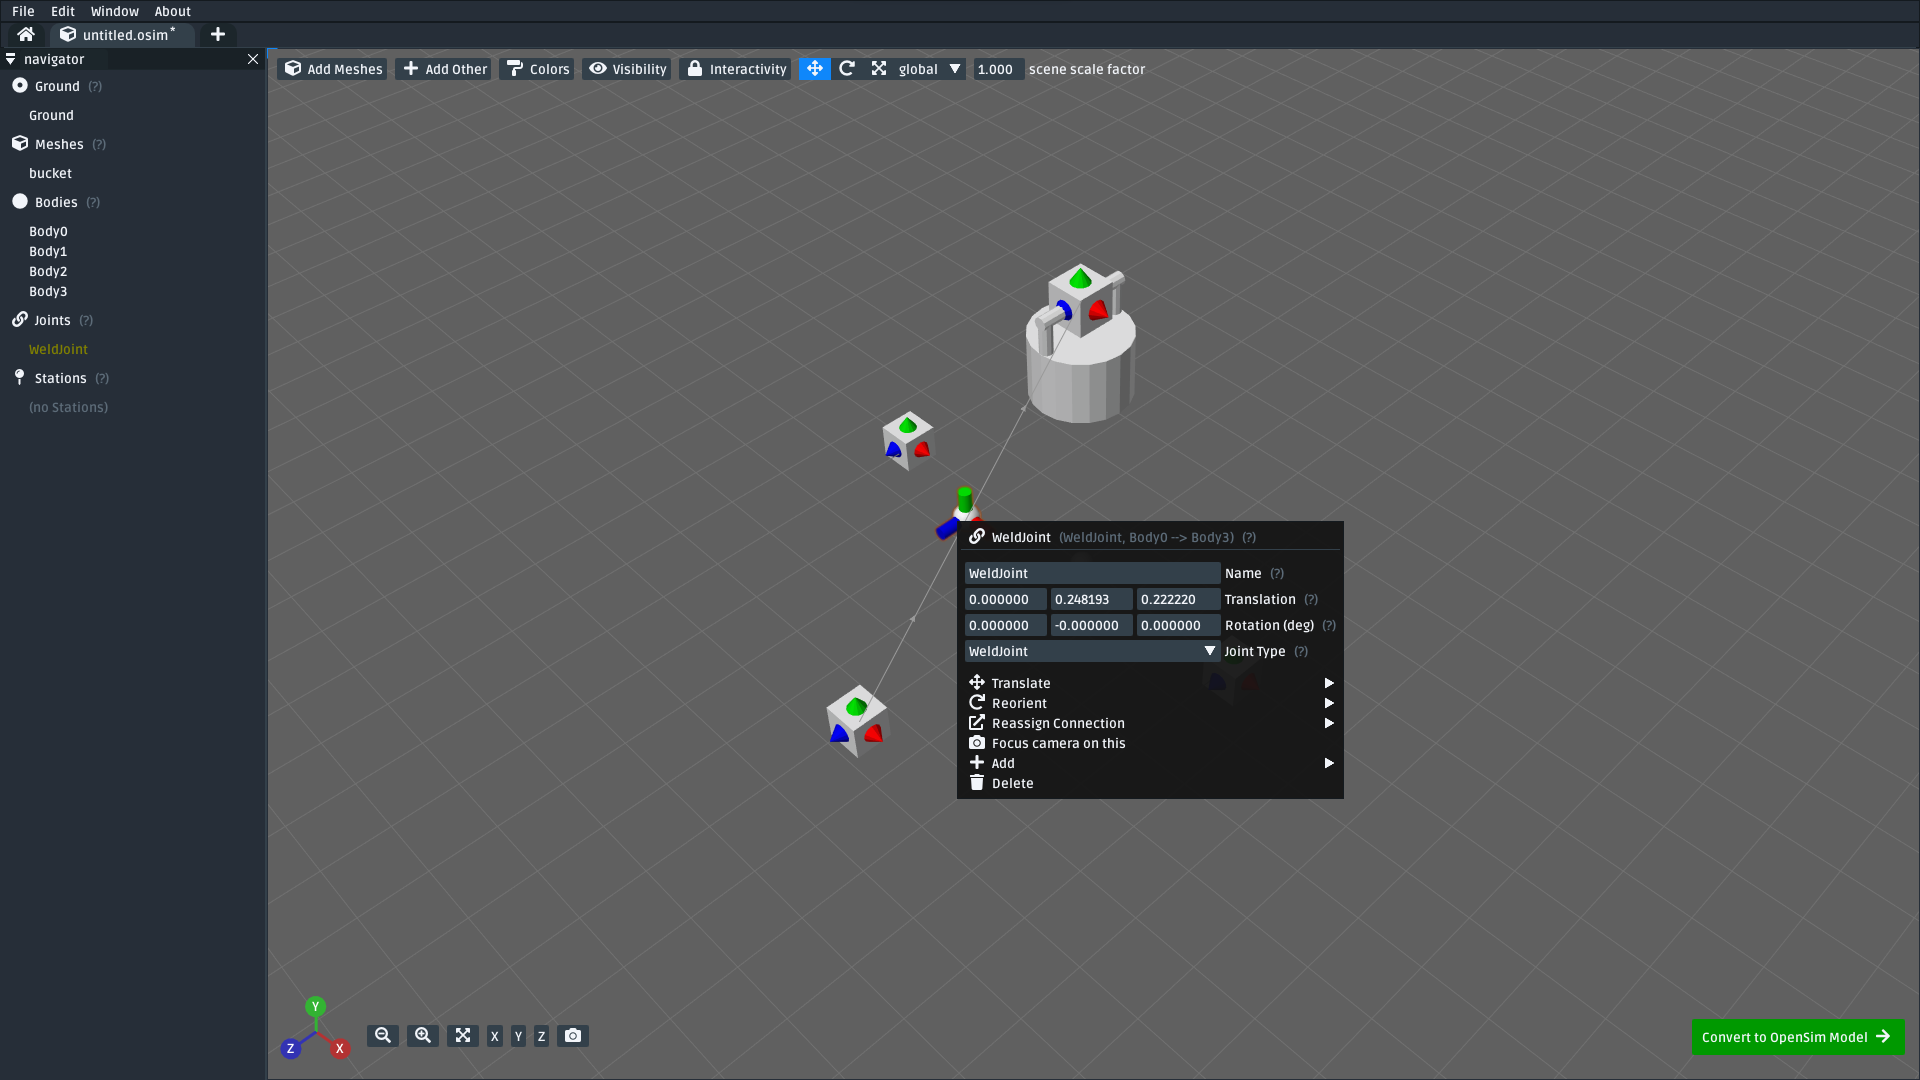 File Edit Window About
untitled.osim*
navigator
Add Meshes Add Other Colors Visibility Interactivity global 1.000 scene scale factor
Ground (?)
Ground
Meshes (?)
bucket
Bodies (?)
Body0
Body1
Body2
Body3
Joints (?)
WeldJoint
Stations (?)
(no Stations)
WeldJoint (WeldJoint, Body0 --> Body3) (?)
WeldJoint Name (?)
0.000000 0.248193 0.222220 Translation (?)
0.000000 -0.000000 0.000000 Rotation (deg) (?)
WeldJoint Joint Type (?)
Translate
Reorient
Reassign Connection
Focus camera on this
Add
Delete
Y
Z X
X Y Z
Convert to OpenSim Model